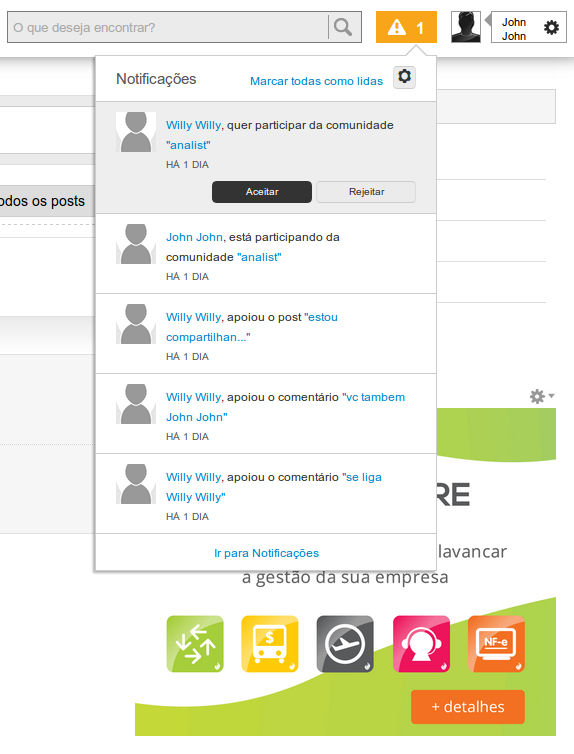 O que deseja encontrar?
1
John
John
Notificações
Marcar todas como lidas
Willy Willy, quer participar da comunidade
"analist"
HÁ 1 DIA
Aceitar
Rejeitar
odos os posts
John John, está participando da
comunidade "analist"
HÁ 1 DIA
Willy Willy, apoiou o post "estou
compartilhan..."
HÁ 1 DIA
Willy Willy, apoiou o comentário "vc tambem
John John"
HÁ 1 DIA
Willy Willy, apoiou o comentário "se liga
Willy Willy"
HÁ 1 DIA
Ir para Notificações
RE
lavancar
a gestão da sua empresa
$
NF-e
+ detalhes